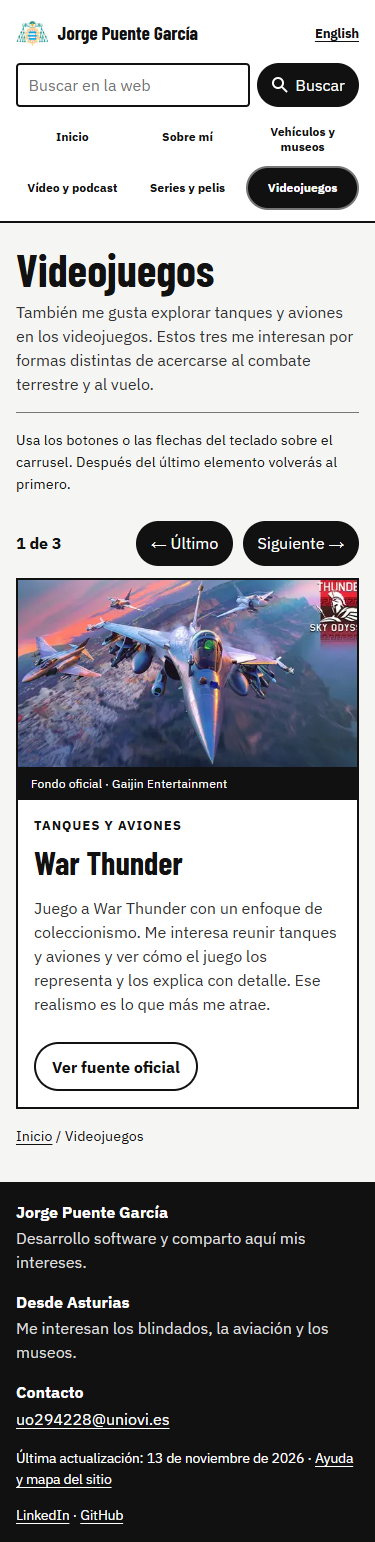 Jorge Puente García
English
Buscar en la web
Buscar
Inicio
Sobre mí
Vehículos y
museos
Vídeo y podcast
Series y pelis
Videojuegos
Videojuegos
También me gusta explorar tanques y aviones
en los videojuegos. Estos tres me interesan por
formas distintas de acercarse al combate
terrestre y al vuelo.
Usa los botones o las flechas del teclado sobre el
carrusel. Después del último elemento volverás al
primero.
1 de 3
← Último
Siguiente →
Fondo oficial · Gaijin Entertainment
TANQUES Y AVIONES
War Thunder
Juego a War Thunder con un enfoque de
coleccionismo. Me interesa reunir tanques
y aviones y ver cómo el juego los
representa y los explica con detalle. Ese
realismo es lo que más me atrae.
Ver fuente oficial
Inicio / Videojuegos
Jorge Puente García
Desarrollo software y comparto aquí mis
intereses.
Desde Asturias
Me interesan los blindados, la aviación y los
museos.
Contacto
uo294228@uniovi.es
Última actualización: 13 de noviembre de 2026 · Ayuda
y mapa del sitio
LinkedIn · GitHub